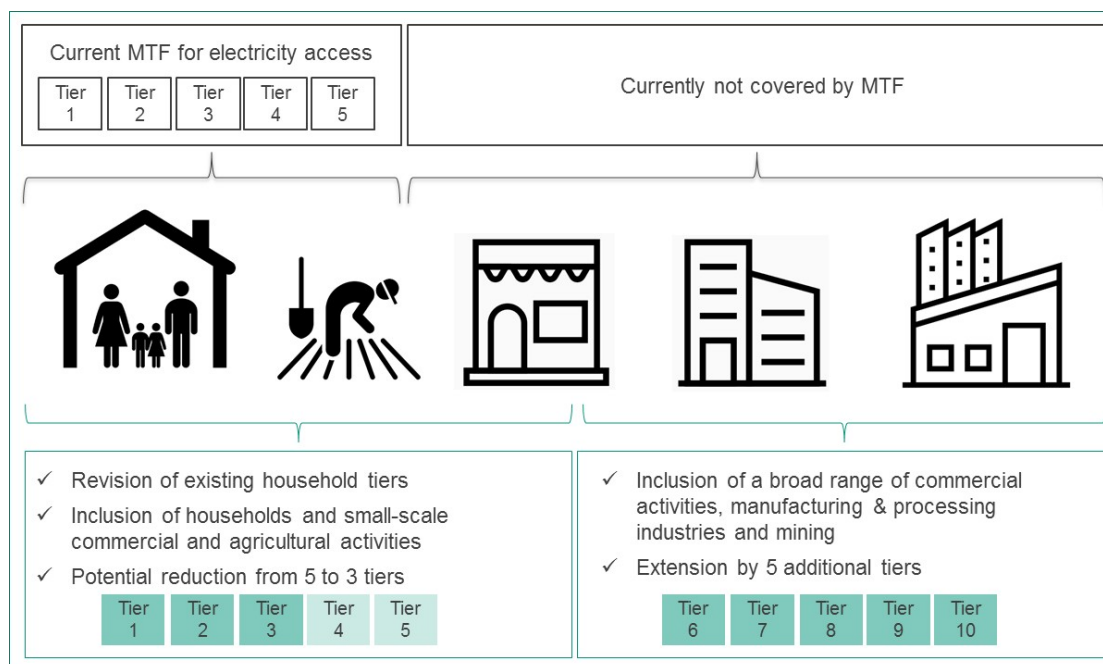 Current MTF for electricity access
Tier 1
Tier 2
Tier 3
Tier 4
Tier 5
Currently not covered by MTF
✓ Revision of existing household tiers
✓ Inclusion of households and small-scale
commercial and agricultural activities
✓ Potential reduction from 5 to 3 tiers
Tier 1
Tier 2
Tier 3
Tier 4
Tier 5
✓ Inclusion of a broad range of commercial
activities, manufacturing & processing
industries and mining
✓ Extension by 5 additional tiers
Tier 6
Tier 7
Tier 8
Tier 9
Tier 10